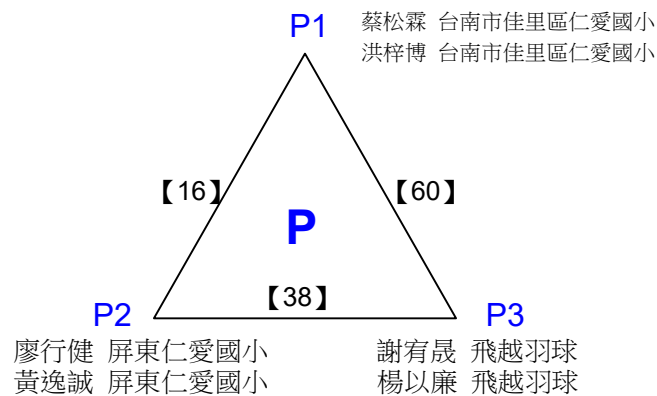 P1
蔡松霖 台南市佳里區仁愛國小
洪梓博 台南市佳里區仁愛國小
【16】
【60】
P
【38】
P2
P3
廖行健 屏東仁愛國小
黃逸誠 屏東仁愛國小
謝宥晟 飛越羽球
楊以廉 飛越羽球